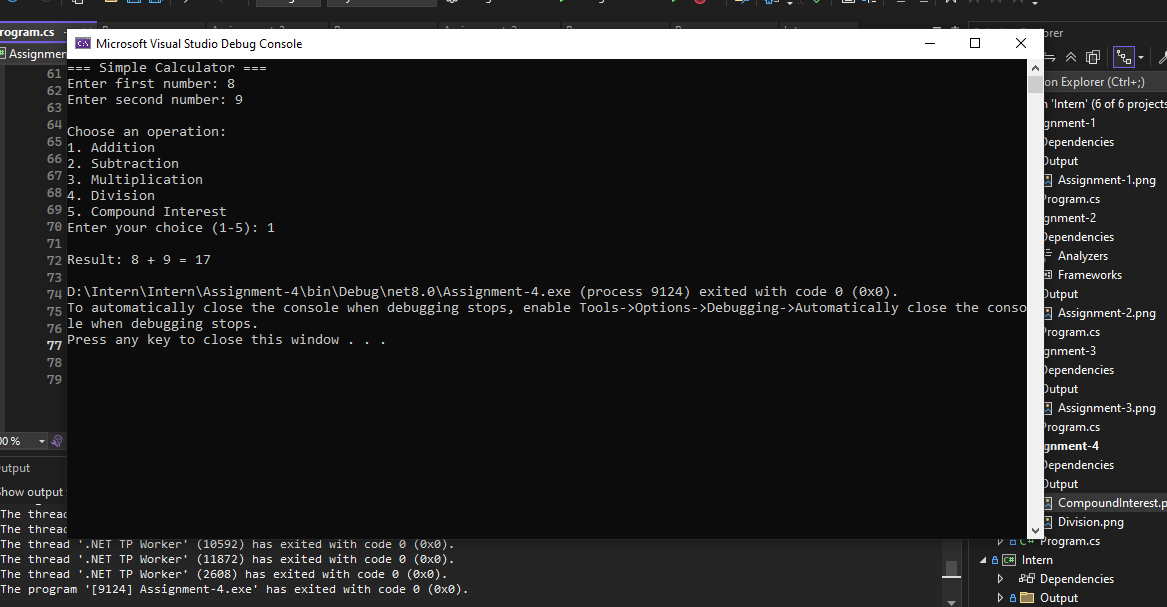 rogram.cs
Assignmen
Microsoft Visual Studio Debug Console
=== Simple Calculator ===
Enter first number: 8
Enter second number: 9
Choose an operation:
1. Addition
2. Subtraction
3. Multiplication
4. Division
5. Compound Interest
Enter your choice (1-5): 1
Result: 8 + 9 = 17
D:\Intern\Intern\Assignment-4\bin\Debug\net8.0\Assignment-4.exe (process 9124) exited with code 0 (0x0).
To automatically close the console when debugging stops, enable Tools->Options->Debugging->Automatically close the conso
le when debugging stops.
Press any key to close this window . . .
61
62
63
64
65
66
67
68
69
70
71
72
73
74
75
76
77
78
79
00 %
utput
Show output
The thread
The thread
The thread '.NET TP Worker' (10592) has exited with code 0 (0x0).
The thread '.NET TP Worker' (11872) has exited with code 0 (0x0).
The thread '.NET TP Worker' (2608) has exited with code 0 (0x0).
The program '[9124] Assignment-4.exe' has exited with code 0 (0x0).
orer
on Explorer (Ctrl+;)
n 'Intern' (6 of 6 projects
gnment-1
Dependencies
Output
Assignment-1.png
Program.cs
gnment-2
Dependencies
Analyzers
Frameworks
Output
Assignment-2.png
Program.cs
gnment-3
Dependencies
Output
Assignment-3.png
Program.cs
gnment-4
Dependencies
Output
CompoundInterest.p
Division.png
C# Program.cs
C# Intern
Dependencies
Output